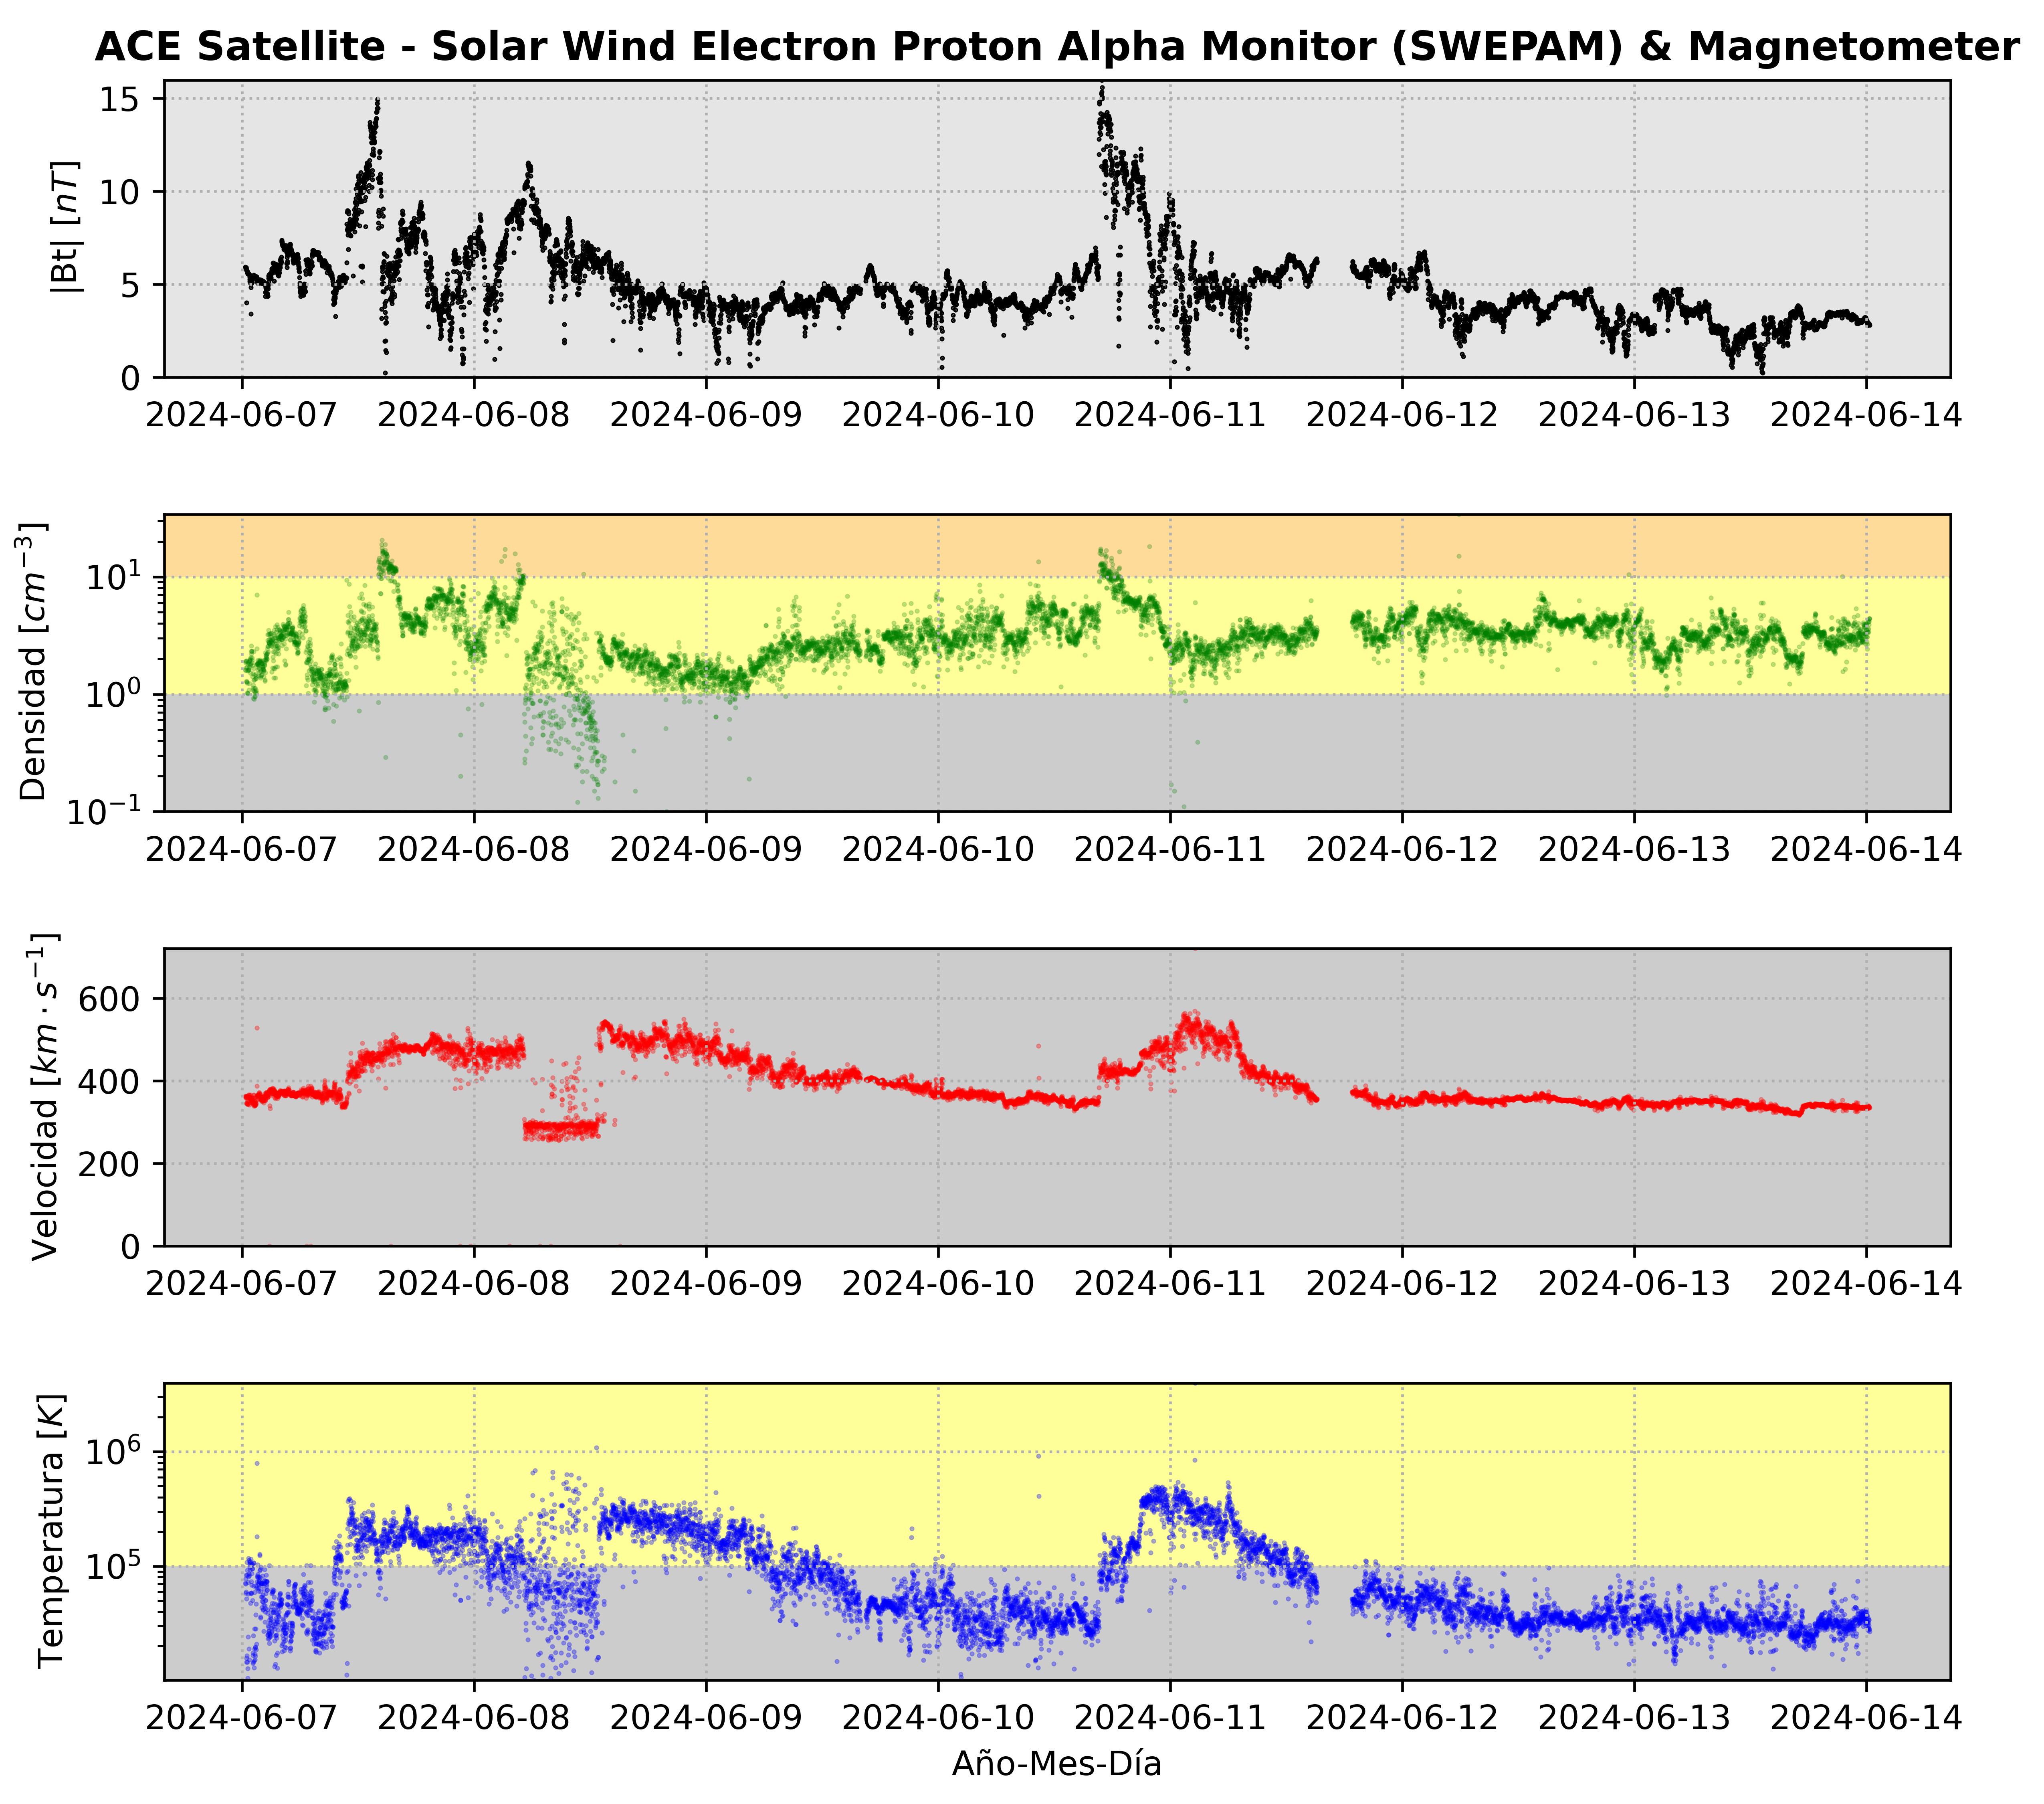 ACE Satellite - Solar Wind Electron Proton Alpha Monitor (SWEPAM) & Magnetometer
|Bt| [nT]
15
10
5
0
2024-06-07 2024-06-08 2024-06-09 2024-06-10 2024-06-11 2024-06-12 2024-06-13 2024-06-14
Densidad [cm⁻³]
10¹
10⁰
10⁻¹
2024-06-07 2024-06-08 2024-06-09 2024-06-10 2024-06-11 2024-06-12 2024-06-13 2024-06-14
Velocidad [km · s⁻¹]
600
400
200
0
2024-06-07 2024-06-08 2024-06-09 2024-06-10 2024-06-11 2024-06-12 2024-06-13 2024-06-14
Temperatura [K]
10⁶
10⁵
2024-06-07 2024-06-08 2024-06-09 2024-06-10 2024-06-11 2024-06-12 2024-06-13 2024-06-14
Año-Mes-Día